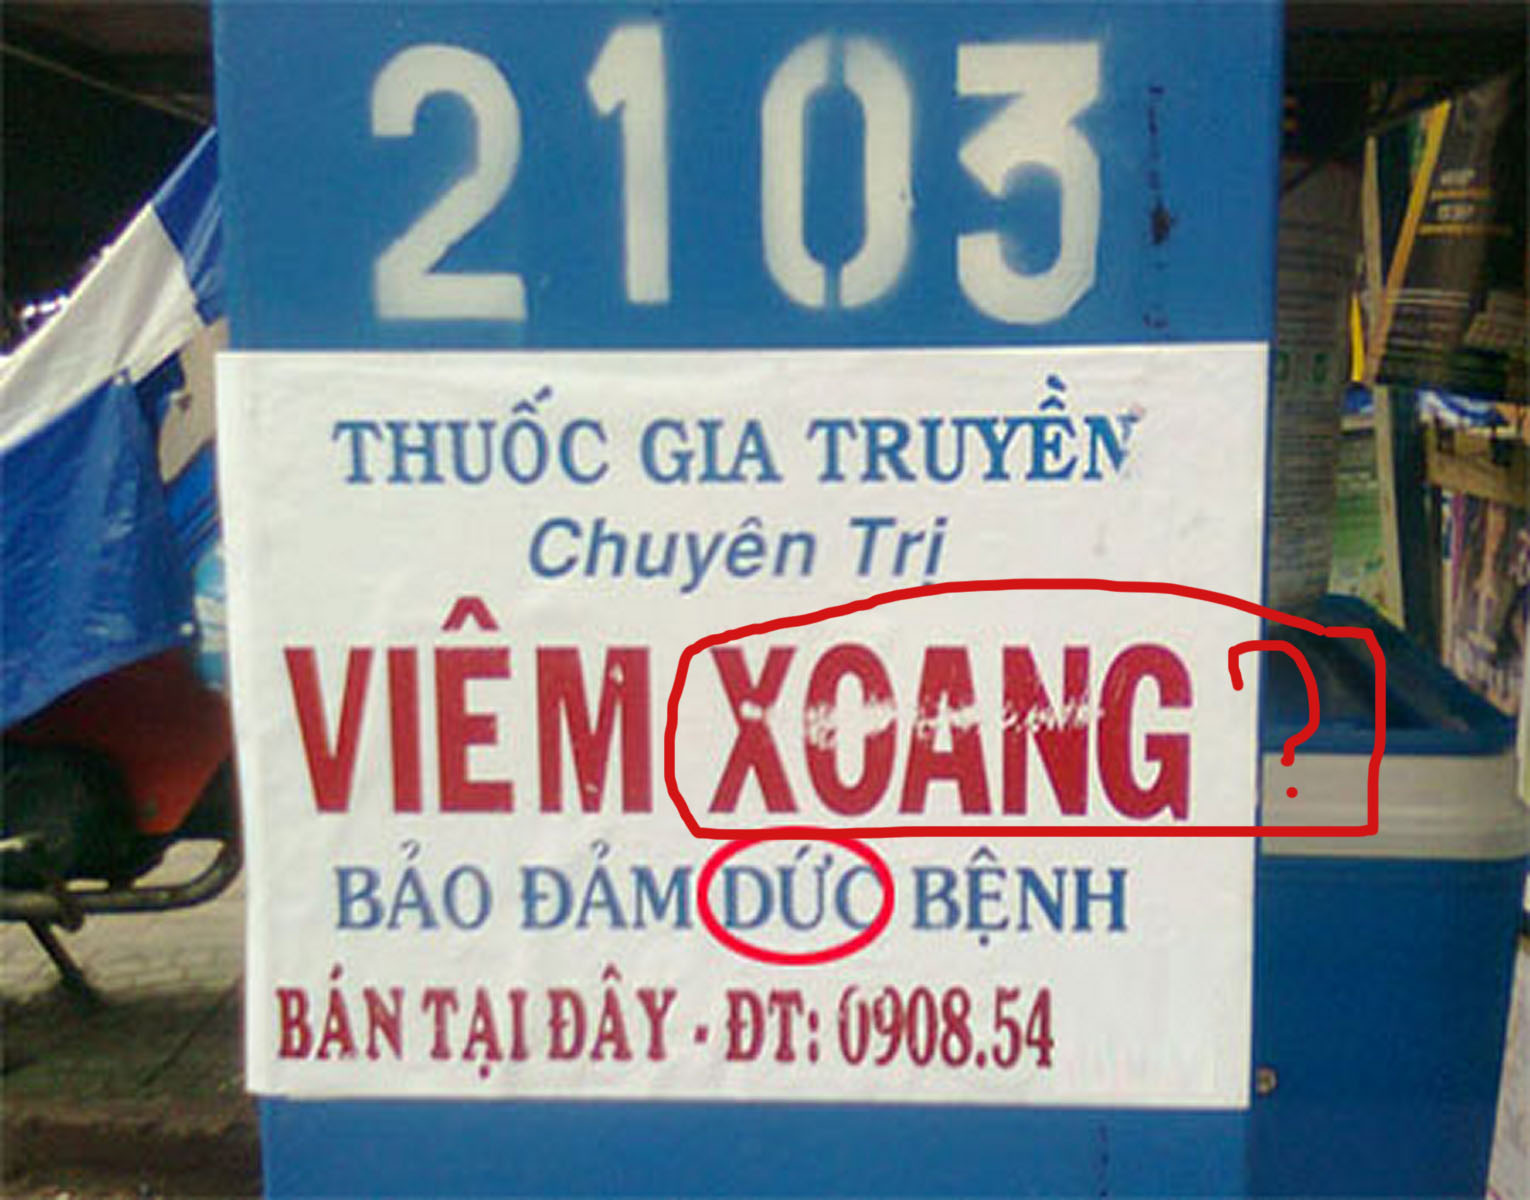 2103
THUỐC GIA TRUYỀN
Chuyên Trị
VIÊM XOANG ?
BẢO ĐẢM DỨC BỆNH
BÁN TẠI ĐÂY - ĐT: 0908.54